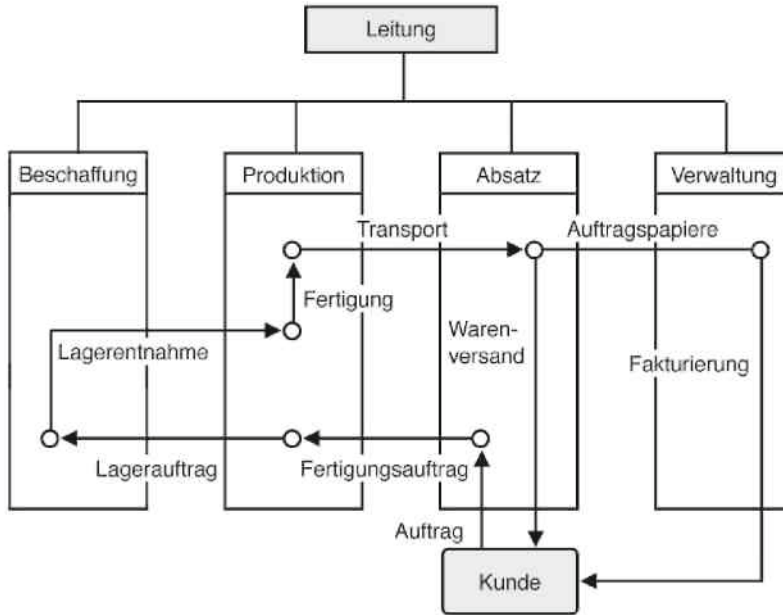 Leitung
Beschaffung
Produktion
Absatz
Verwaltung
Transport
Auftragspapiere
Fertigung
Lagerentnahme
Waren-
versand
Fakturierung
Lagerauftrag
Fertigungsauftrag
Auftrag
Kunde